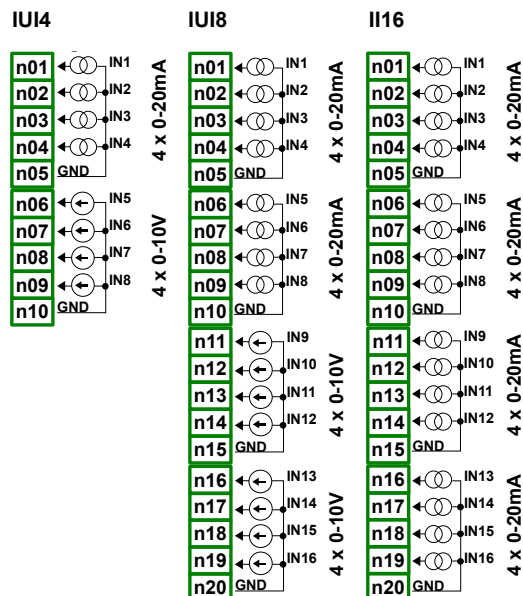 IUI4
n01 IN1
n02 IN2
n03 IN3
n04 IN4
n05 GND
4 x 0-20mA
n06 IN5
n07 IN6
n08 IN7
n09 IN8
n10 GND
4 x 0-10V
IUI8
n01 IN1
n02 IN2
n03 IN3
n04 IN4
n05 GND
4 x 0-20mA
n06 IN5
n07 IN6
n08 IN7
n09 IN8
n10 GND
4 x 0-20mA
n11 IN9
n12 IN10
n13 IN11
n14 IN12
n15 GND
4 x 0-10V
n16 IN13
n17 IN14
n18 IN15
n19 IN16
n20 GND
4 x 0-10V
II16
n01 IN1
n02 IN2
n03 IN3
n04 IN4
n05 GND
4 x 0-20mA
n06 IN5
n07 IN6
n08 IN7
n09 IN8
n10 GND
4 x 0-20mA
n11 IN9
n12 IN10
n13 IN11
n14 IN12
n15 GND
4 x 0-20mA
n16 IN13
n17 IN14
n18 IN15
n19 IN16
n20 GND
4 x 0-20mA